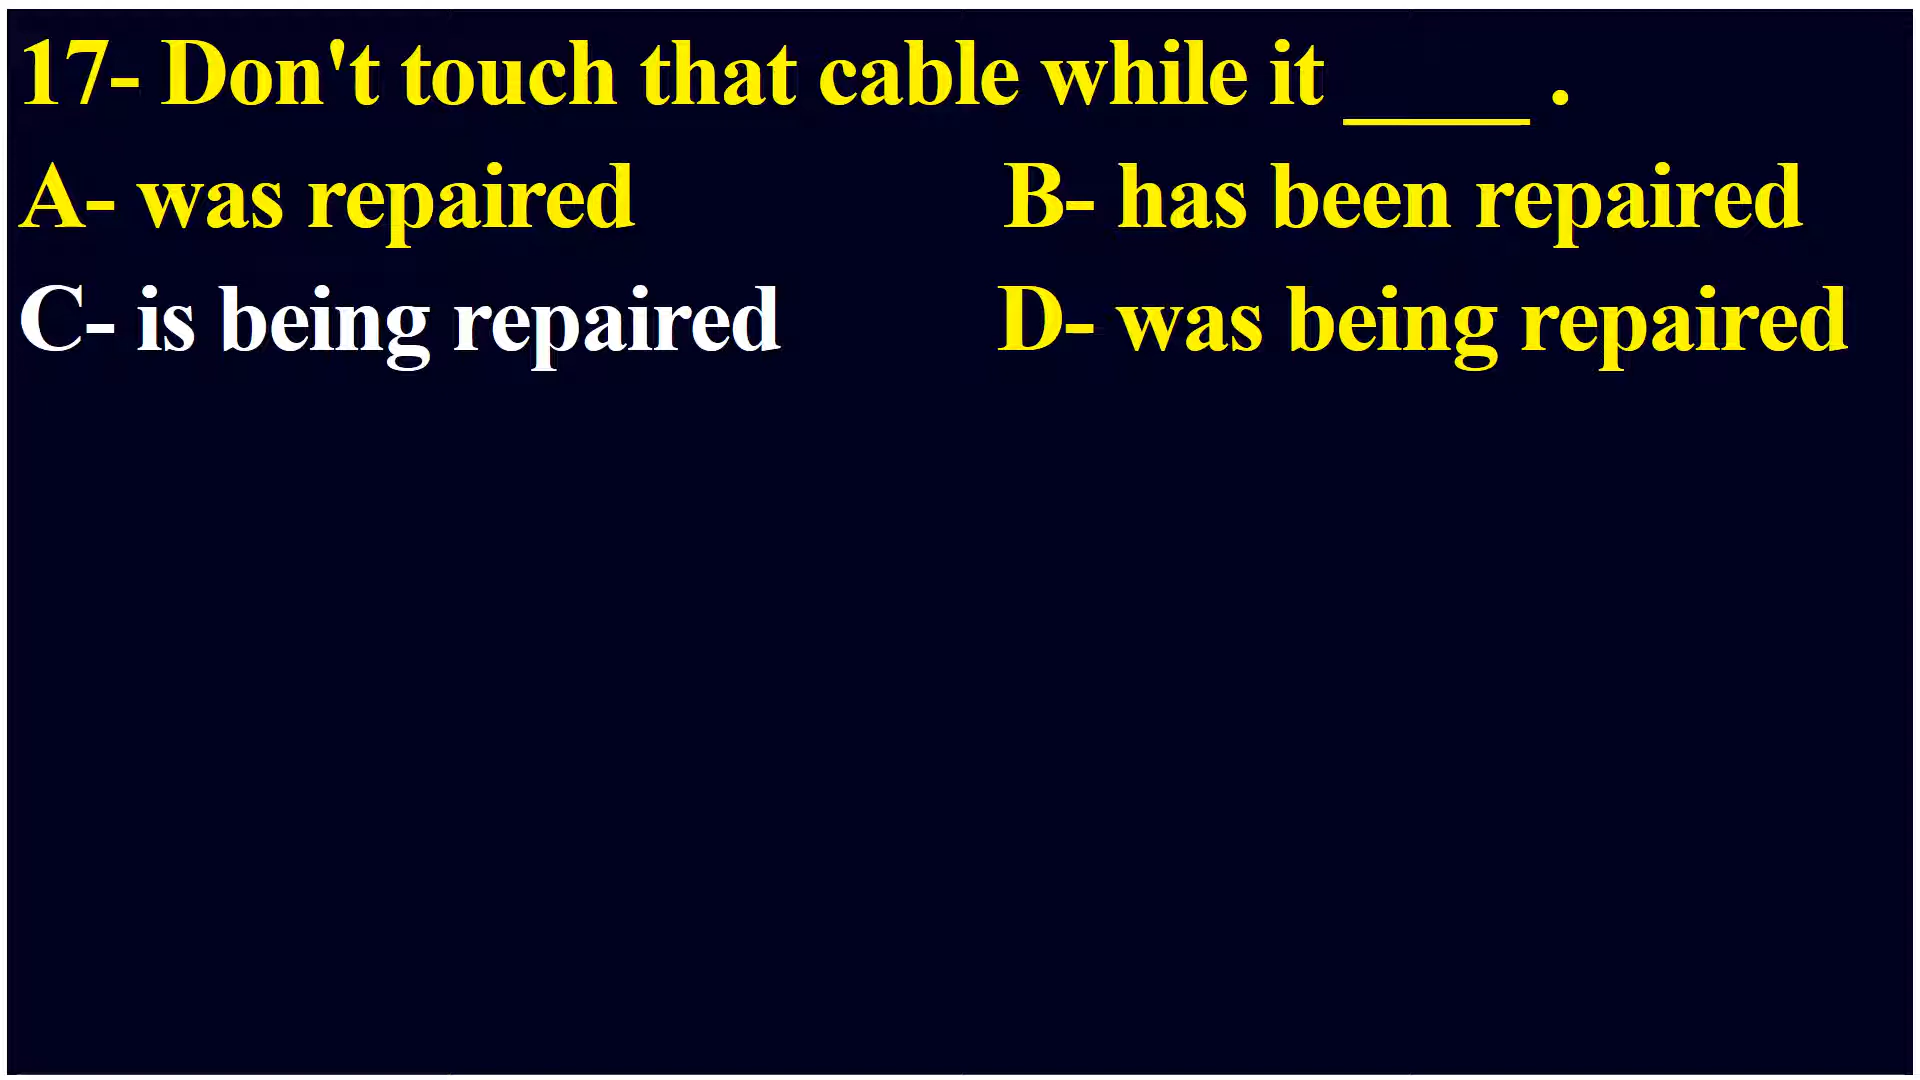 17- Don't touch that cable while it ____ .
A- was repaired B- has been repaired
C- is being repaired D- was being repaired